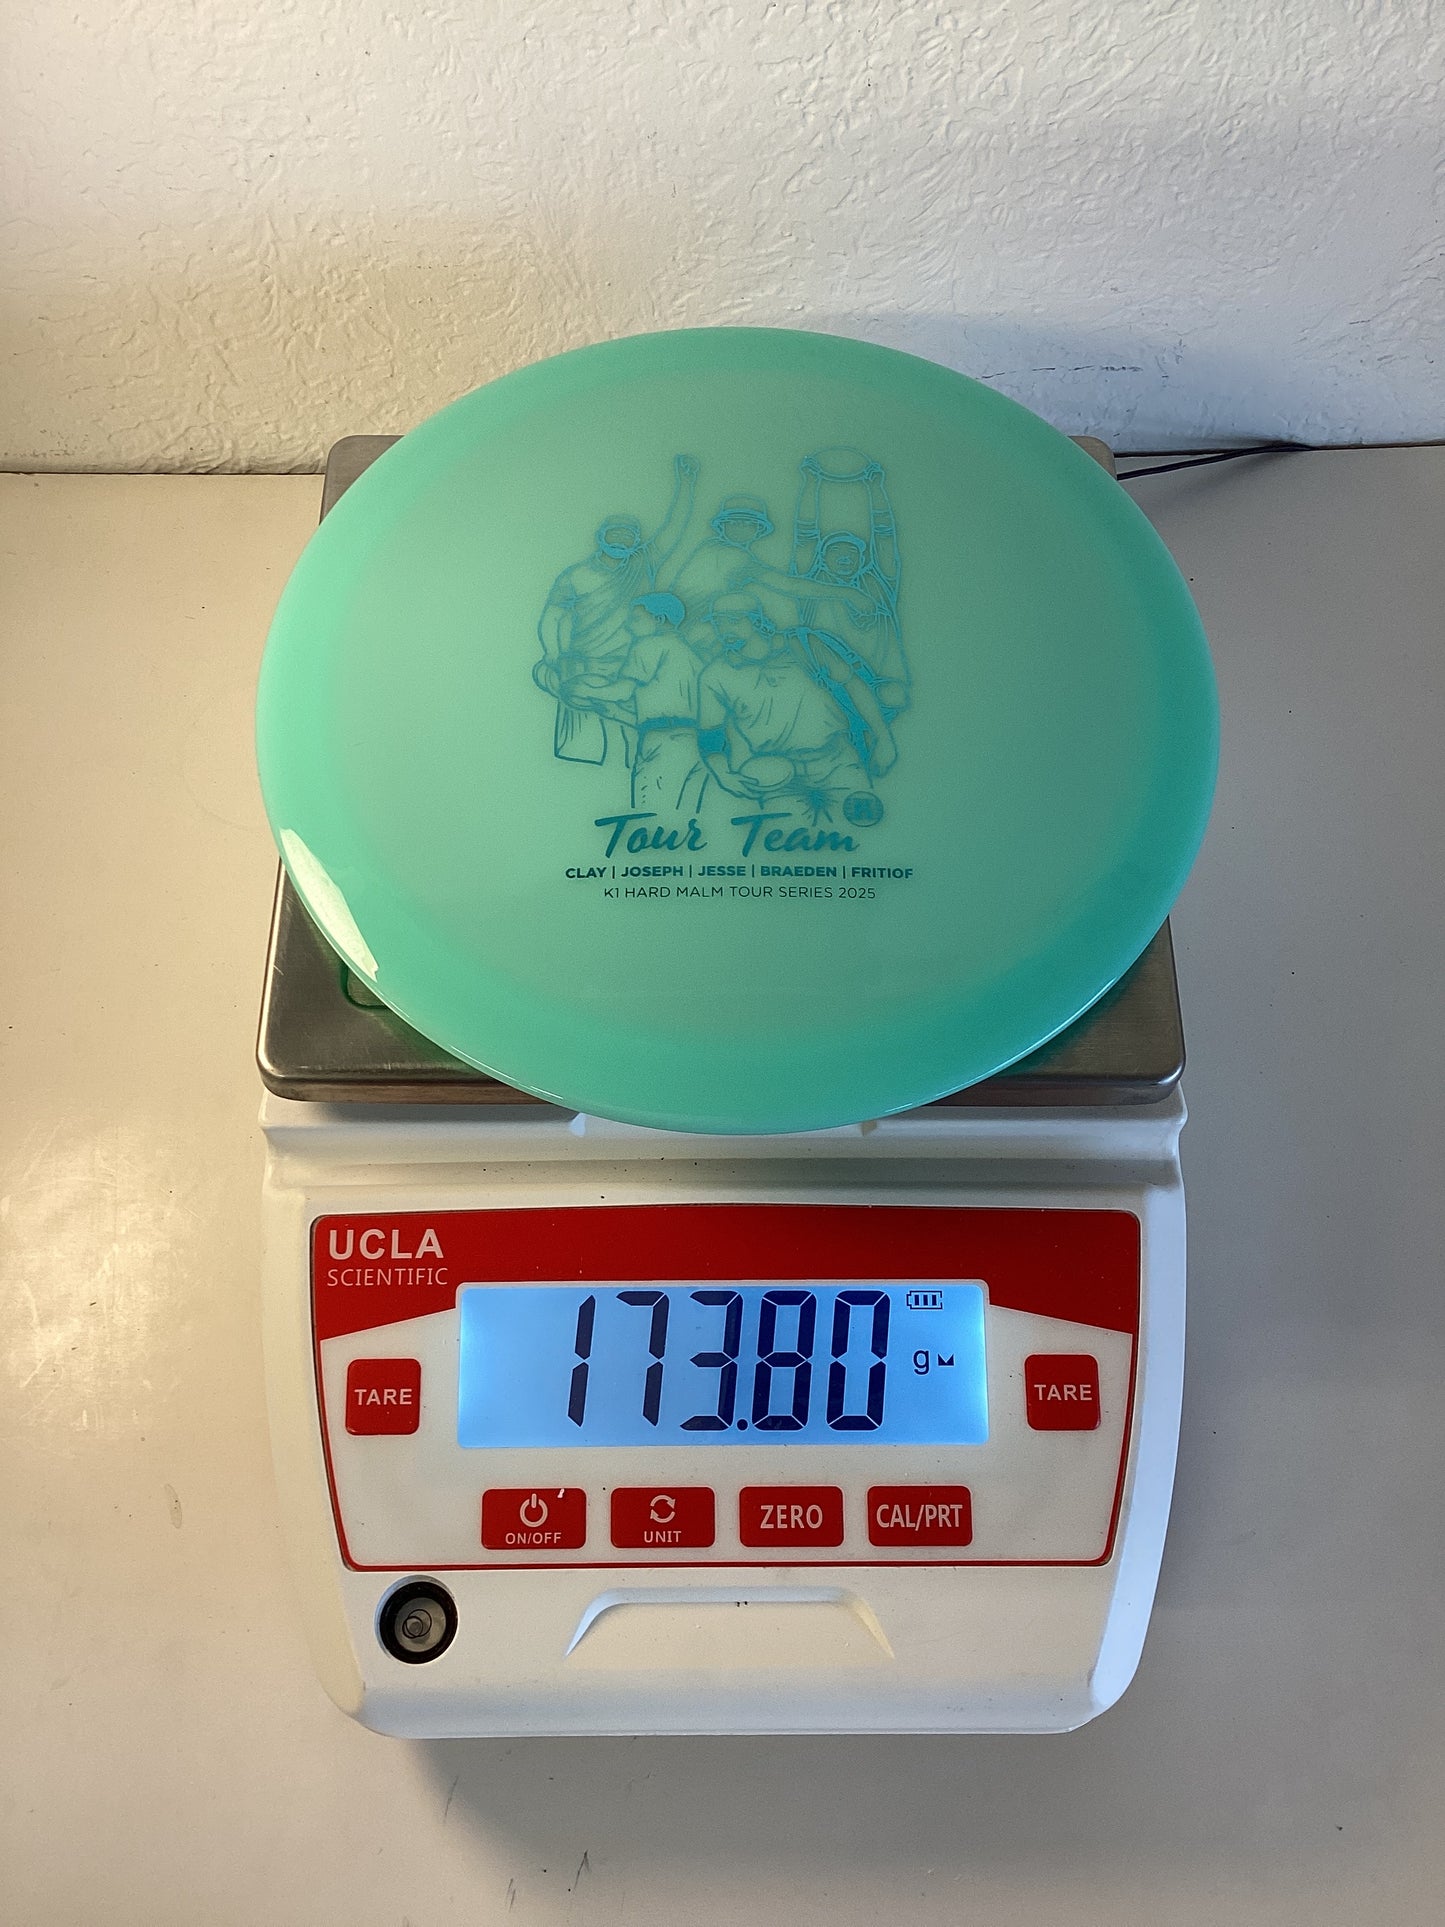 Tour Team
CLAY | JOSEPH | JESSE | BRAEDEN | FRITIOF
K1 HARD MALM TOUR SERIES 2025
UCLA
SCIENTIFIC
173.80 g
TARE
TARE
ON/OFF
UNIT
ZERO
CAL/PRT